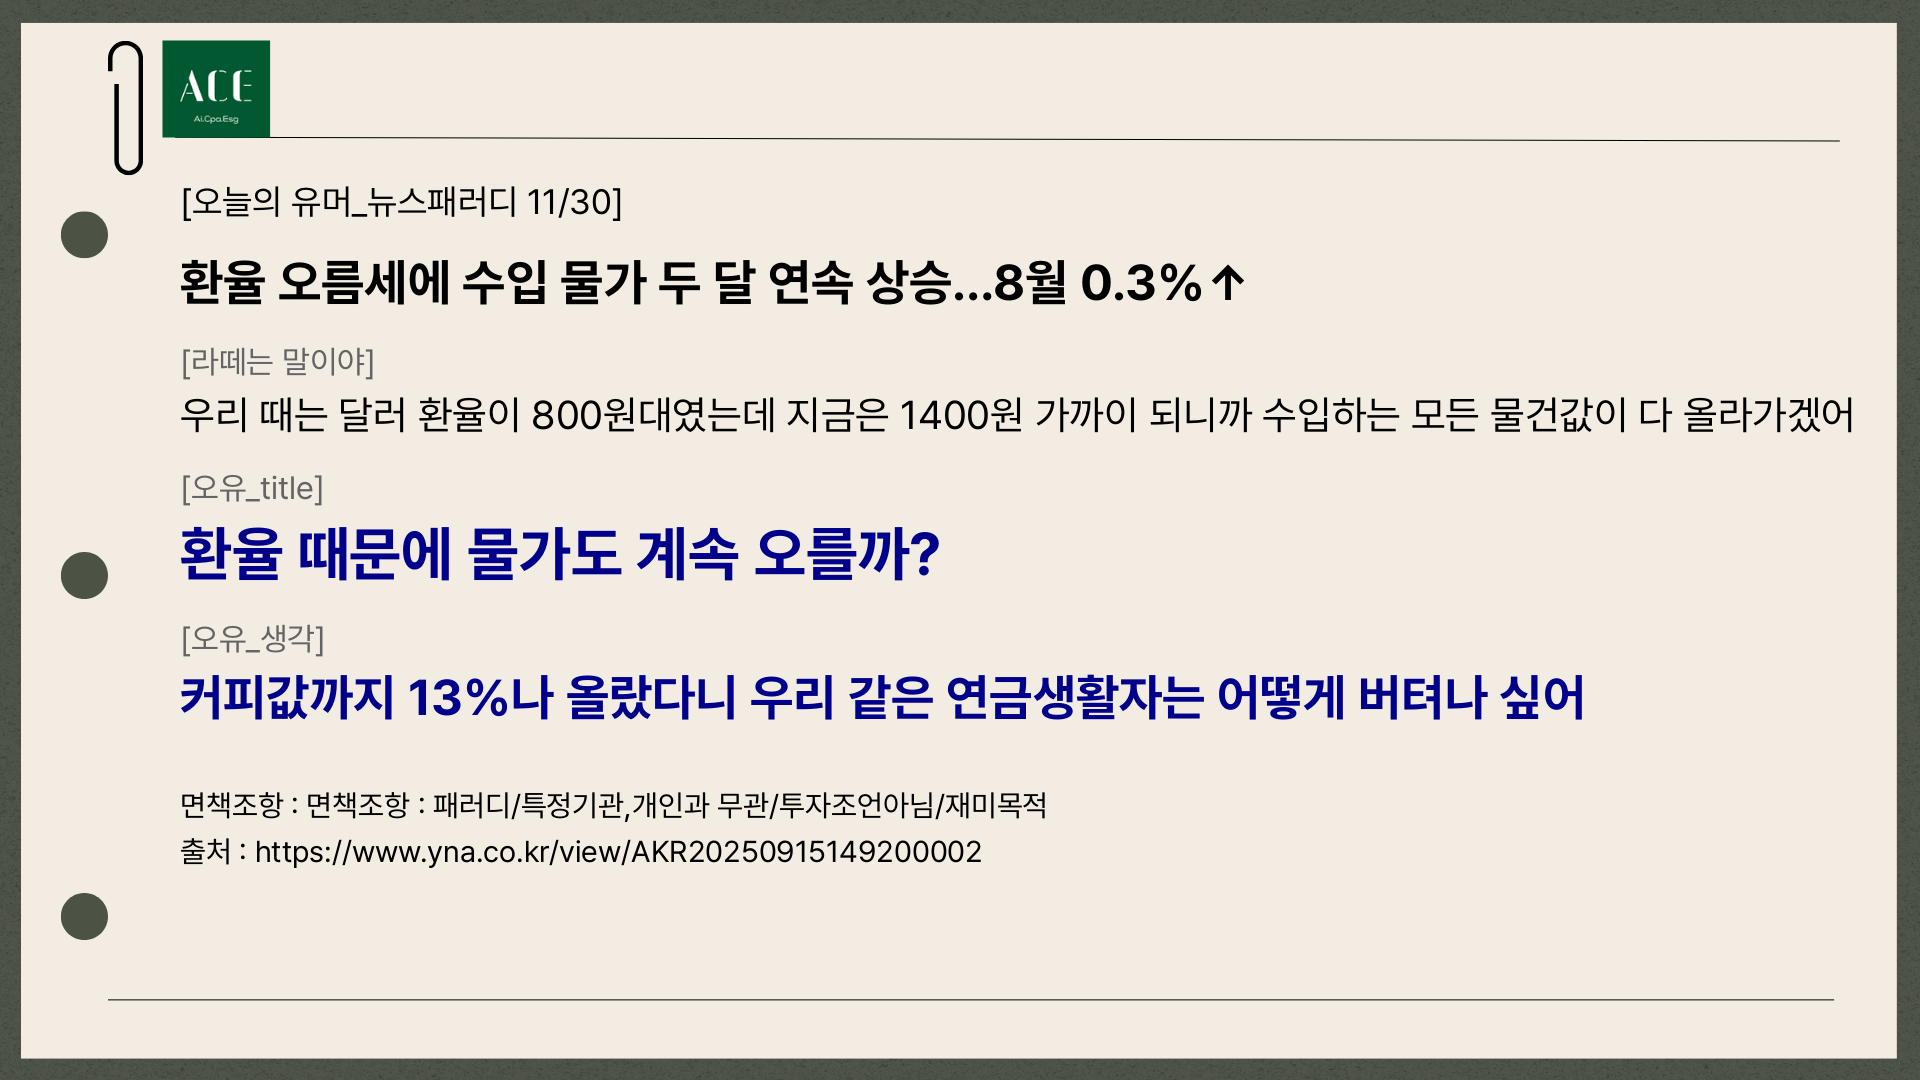 ACE
Ai.Cpa.Esg
[오늘의 유머_뉴스패러디 11/30]
환율 오름세에 수입 물가 두 달 연속 상승...8월 0.3%↑
[라떼는 말이야]
우리 때는 달러 환율이 800원대였는데 지금은 1400원 가까이 되니까 수입하는 모든 물건값이 다 올라가겠어
[오유_title]
환율 때문에 물가도 계속 오를까?
[오유_생각]
커피값까지 13%나 올랐다니 우리 같은 연금생활자는 어떻게 버텨나 싶어
면책조항 : 면책조항 : 패러디/특정기관,개인과 무관/투자조언아님/재미목적
출처 : https://www.yna.co.kr/view/AKR20250915149200002